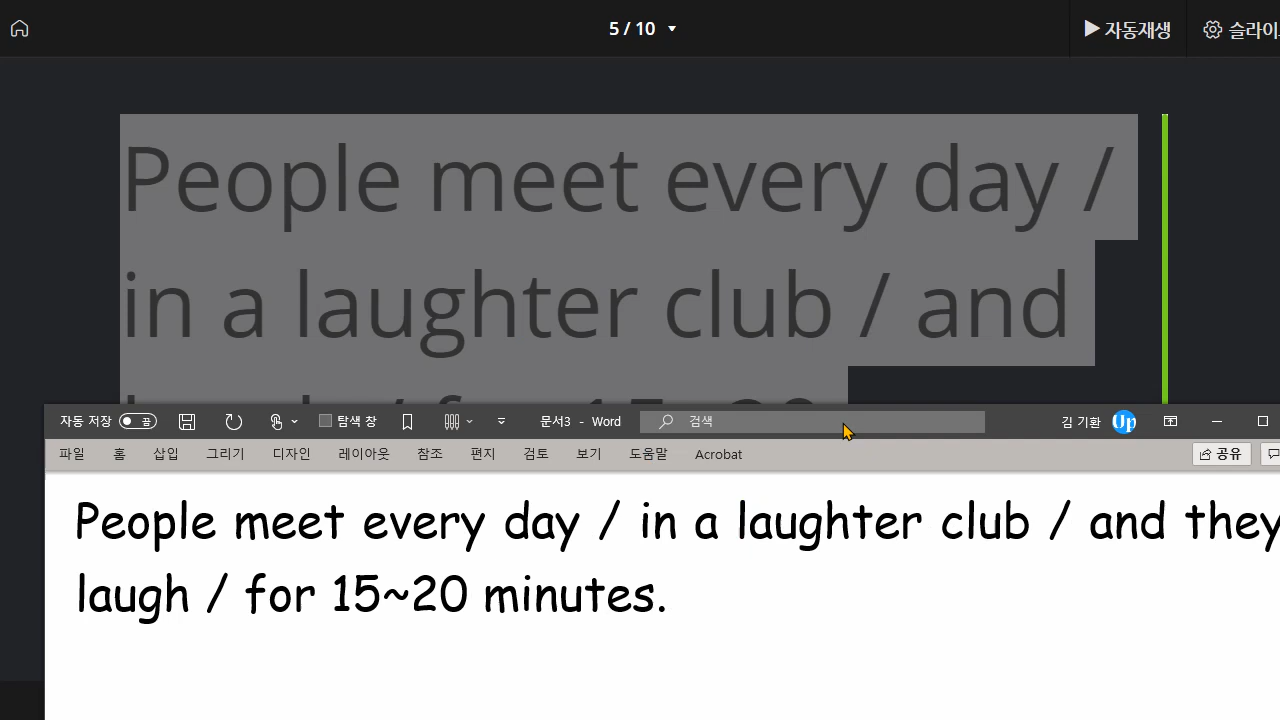 5 / 10
자동재생
슬라이
People meet every day /
in a laughter club / and
자동 저장
끔
탐색 창
문서3 - Word
검색
김 기환
Up
파일 홈 삽입 그리기 디자인 레이아웃 참조 편지 검토 보기 도움말 Acrobat
공유
People meet every day / in a laughter club / and they
laugh / for 15~20 minutes.